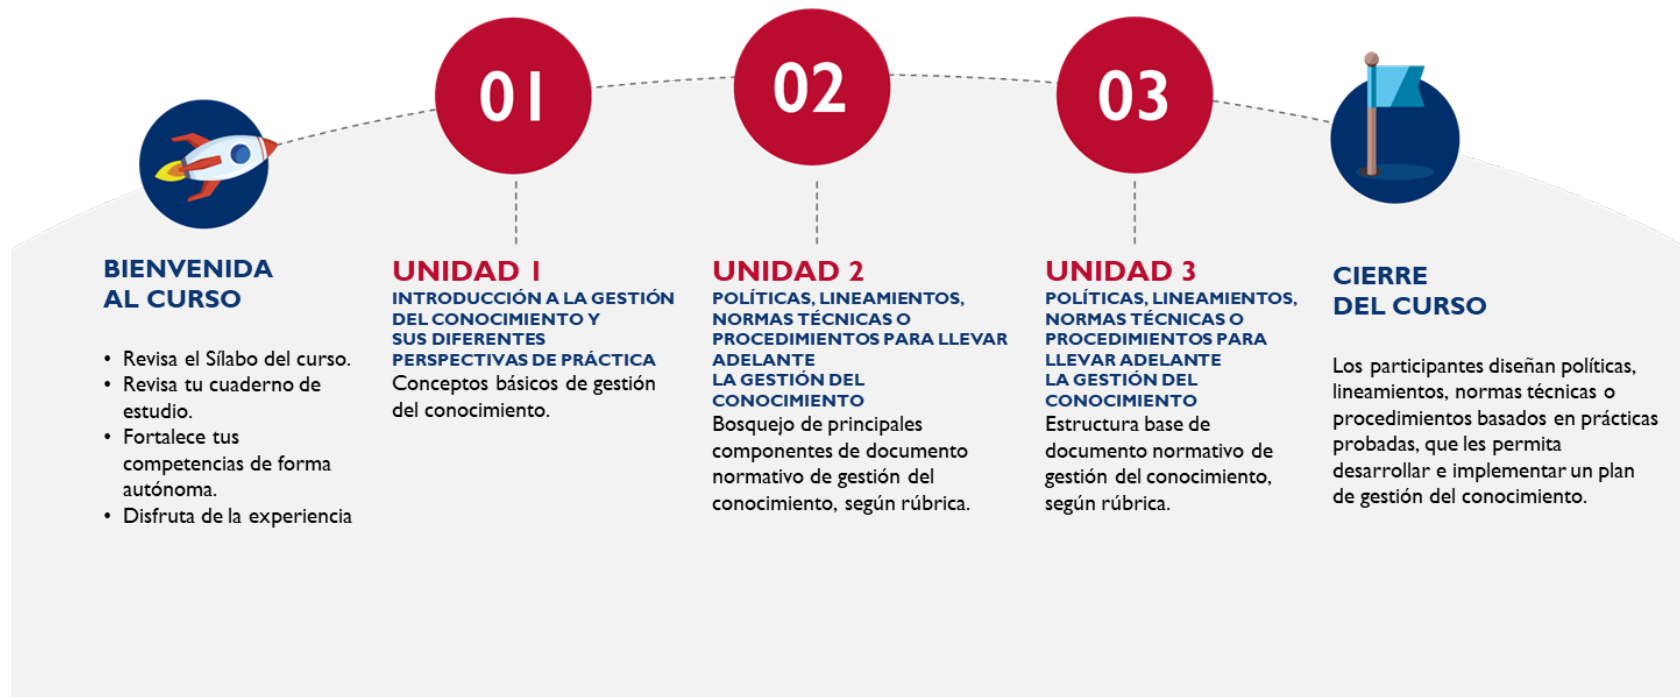 01
02
03
BIENVENIDA
AL CURSO
• Revisa el Sílabo del curso.
• Revisa tu cuaderno de
estudio.
• Fortalece tus
competencias de forma
autónoma.
• Disfruta de la experiencia
UNIDAD 1
INTRODUCCIÓN A LA GESTIÓN
DEL CONOCIMIENTO Y
SUS DIFERENTES
PERSPECTIVAS DE PRÁCTICA
Conceptos básicos de gestión
del conocimiento.
UNIDAD 2
POLÍTICAS, LINEAMIENTOS,
NORMAS TÉCNICAS O
PROCEDIMIENTOS PARA LLEVAR
ADELANTE
LA GESTIÓN DEL
CONOCIMIENTO
Bosquejo de principales
componentes de documento
normativo de gestión del
conocimiento, según rúbrica.
UNIDAD 3
POLÍTICAS, LINEAMIENTOS,
NORMAS TÉCNICAS O
PROCEDIMIENTOS PARA
LLEVAR ADELANTE
LA GESTIÓN DEL
CONOCIMIENTO
Estructura base de
documento normativo de
gestión del conocimiento,
según rúbrica.
CIERRE
DEL CURSO
Los participantes diseñan políticas,
lineamientos, normas técnicas o
procedimientos basados en prácticas
probadas, que les permita
desarrollar e implementar un plan
de gestión del conocimiento.